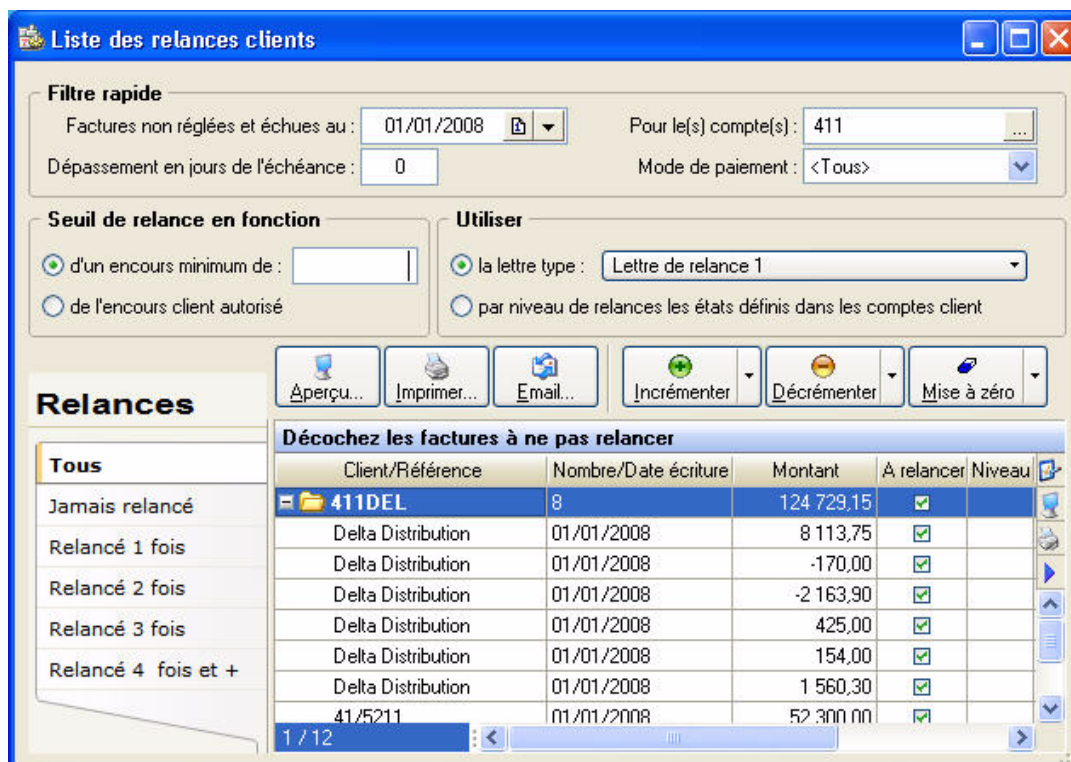 Liste des relances clients
Filtre rapide
Factures non réglées et échues au : 01/01/2008 Pour le(s) compte(s) : 411 ...
Dépassement en jours de l'échéance : 0 Mode de paiement : <Tous>
Seuil de relance en fonction Utiliser
d'un encours minimum de : la lettre type : Lettre de relance 1
de l'encours client autorisé par niveau de relances les états définis dans les comptes client
Aperçu... Imprimer... Email... Incrémenter Décrémenter Mise à zéro
Relances
Tous
Jamais relancé
Relancé 1 fois
Relancé 2 fois
Relancé 3 fois
Relancé 4 fois et +
Décochez les factures à ne pas relancer
Client/Référence Nombre/Date écriture Montant A relancer Niveau
411DEL 8 124 729,15
Delta Distribution 01/01/2008 8 113,75
Delta Distribution 01/01/2008 -170,00
Delta Distribution 01/01/2008 -2 163,90
Delta Distribution 01/01/2008 425,00
Delta Distribution 01/01/2008 154,00
Delta Distribution 01/01/2008 1 560,30
41/5211 01/01/2008 52 300,00
1 / 12